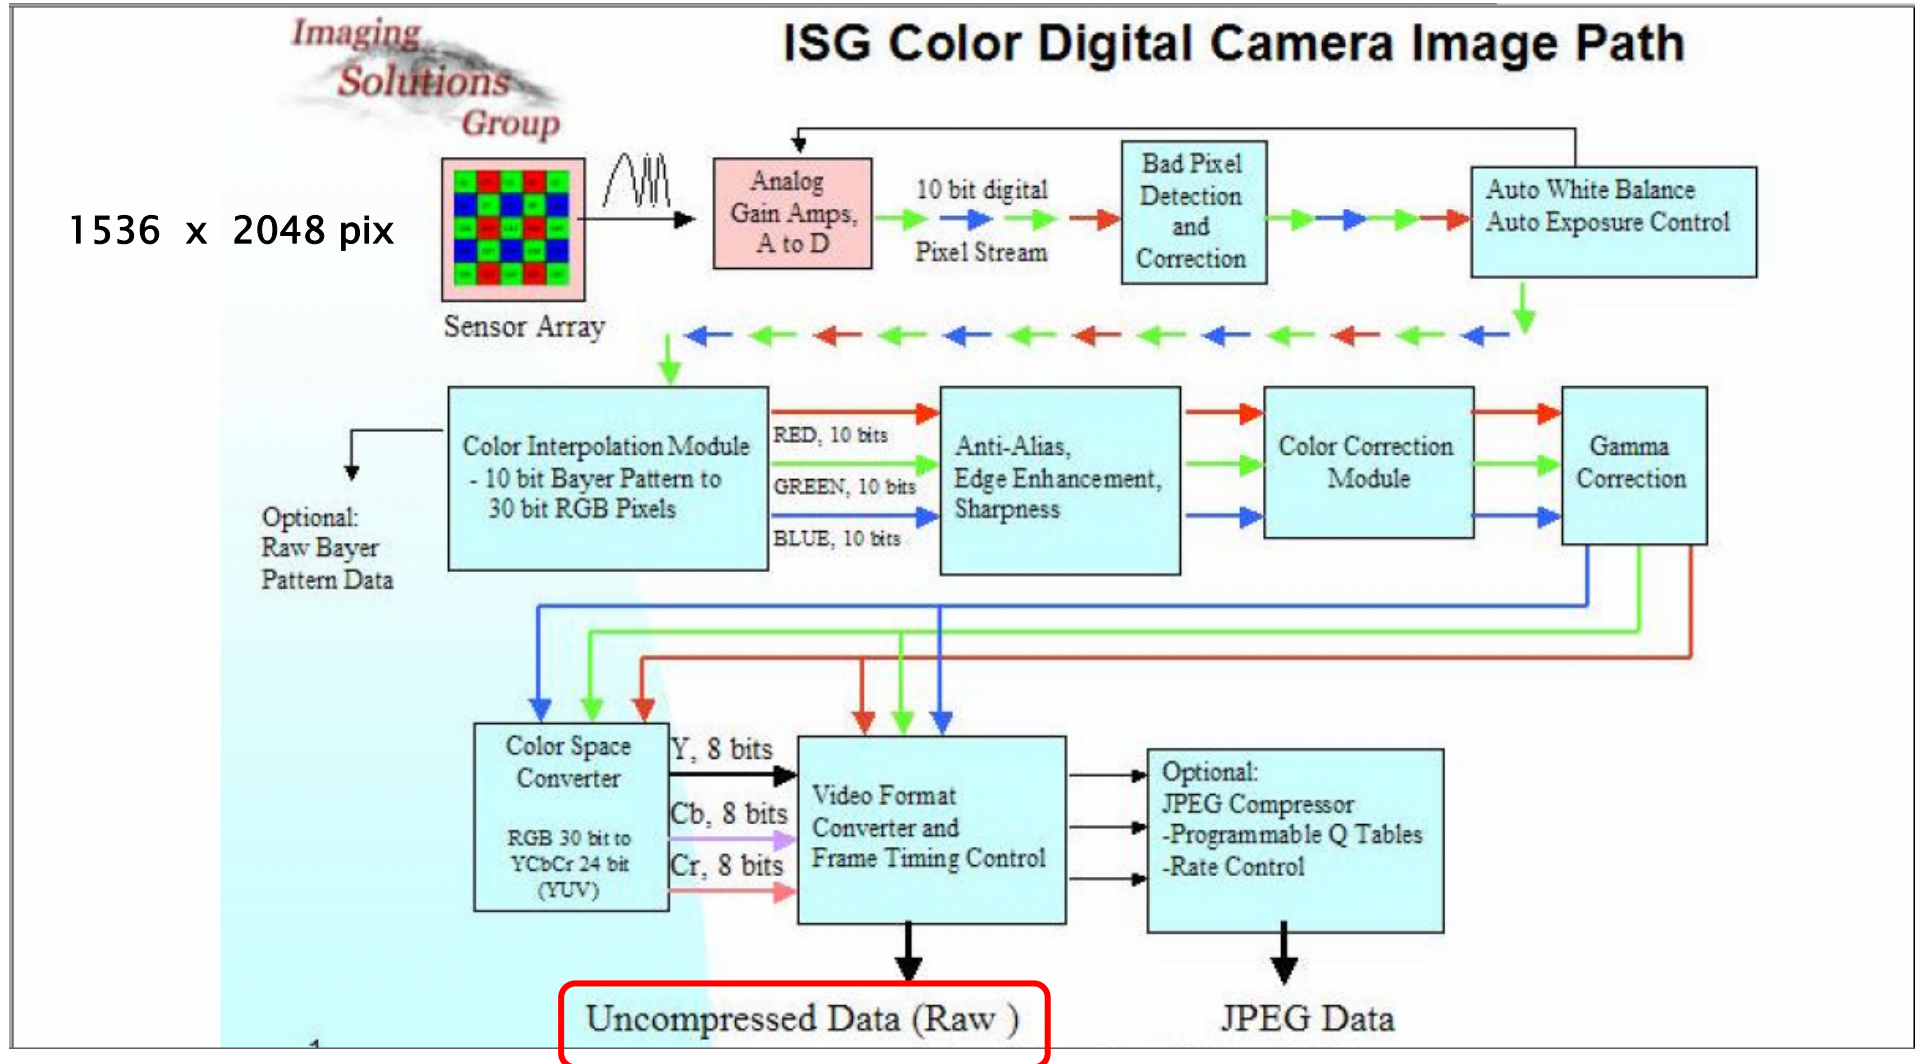 Imaging
Solutions
Group
ISG Color Digital Camera Image Path
1536 x 2048 pix
Sensor Array
Analog
Gain Amps,
A to D
10 bit digital
Pixel Stream
Bad Pixel
Detection
and
Correction
Auto White Balance
Auto Exposure Control
Optional:
Raw Bayer
Pattern Data
Color Interpolation Module
- 10 bit Bayer Pattern to
30 bit RGB Pixels
RED, 10 bits
GREEN, 10 bits
BLUE, 10 bits
Anti-Alias,
Edge Enhancement,
Sharpness
Color Correction
Module
Gamma
Correction
Color Space
Converter
RGB 30 bit to
YCbCr 24 bit
(YUV)
Y, 8 bits
Cb, 8 bits
Cr, 8 bits
Video Format
Converter and
Frame Timing Control
Optional:
JPEG Compressor
-Programmable Q Tables
-Rate Control
Uncompressed Data (Raw )
JPEG Data